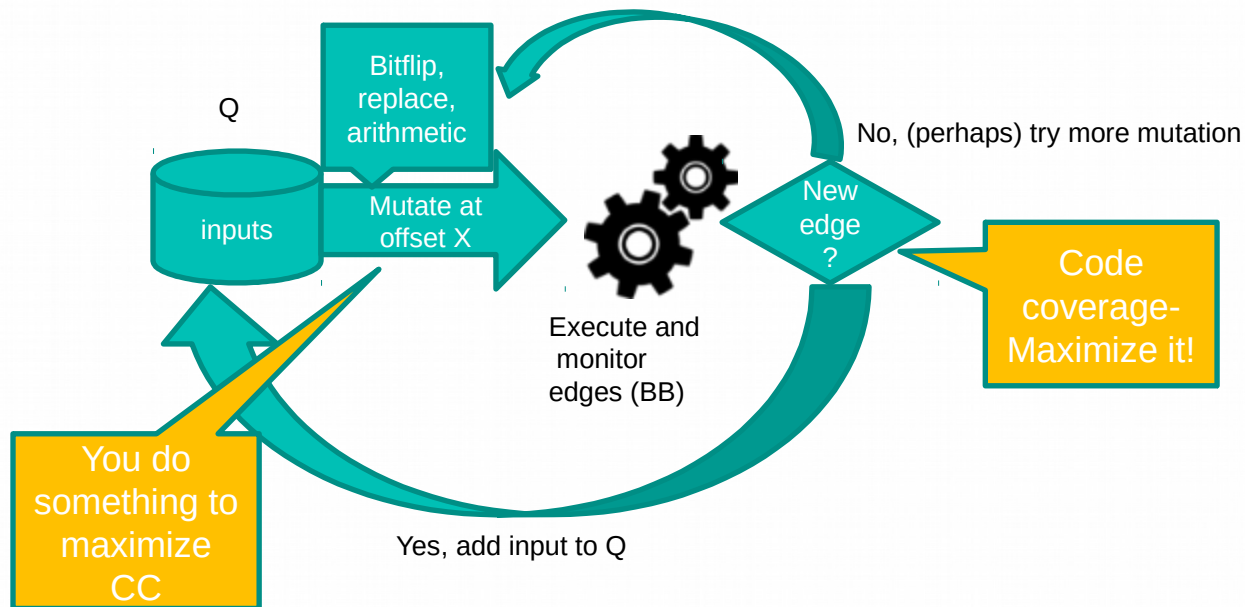 Bitflip,
replace,
arithmetic
Q
No, (perhaps) try more mutation
inputs
Mutate at
offset X
New
edge
?
Code
coverage-
Maximize it!
Execute and
monitor
edges (BB)
You do
something to
maximize
CC
Yes, add input to Q